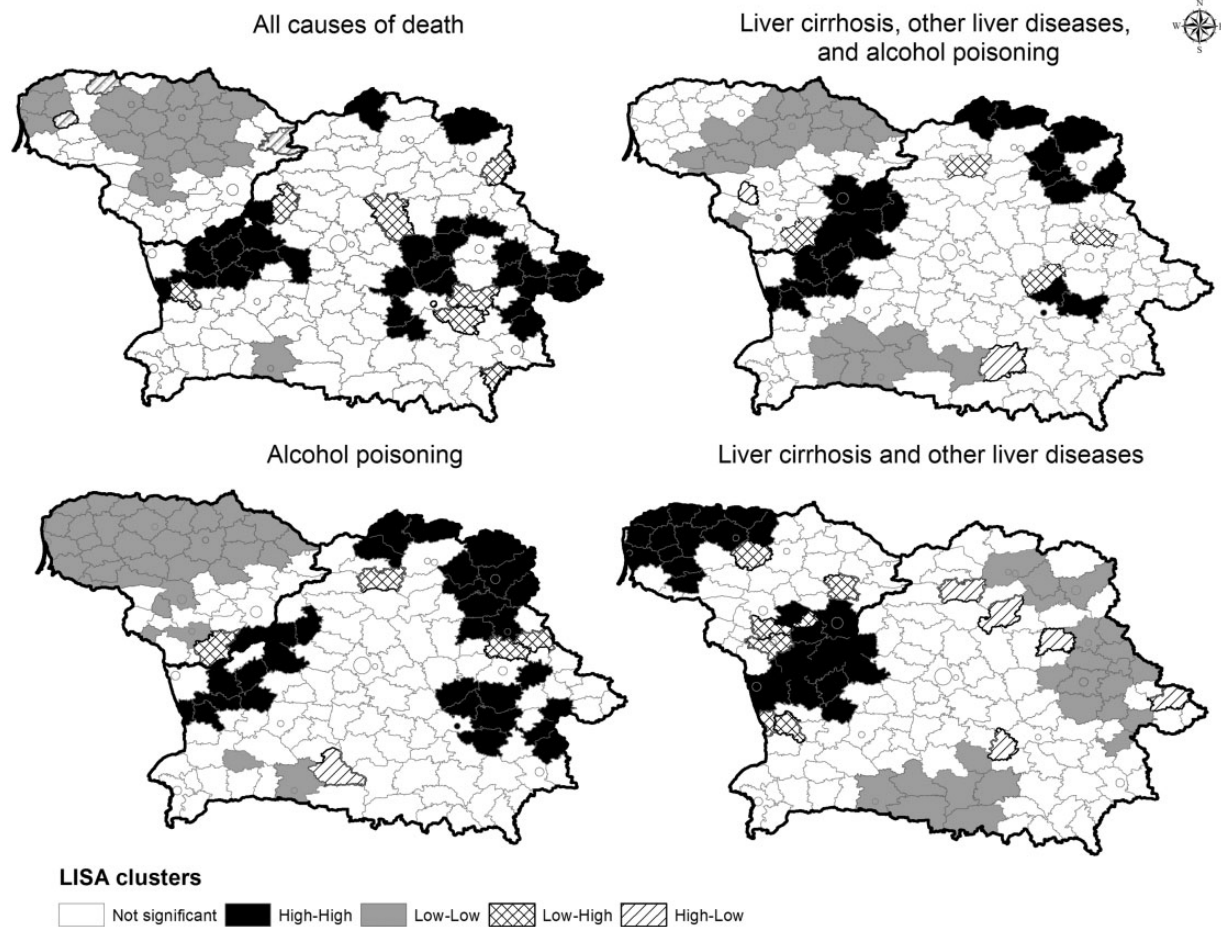 All causes of death
Liver cirrhosis, other liver diseases,
and alcohol poisoning
N
W
E
S
Alcohol poisoning
Liver cirrhosis and other liver diseases
LISA clusters
Not significant
High-High
Low-Low
Low-High
High-Low